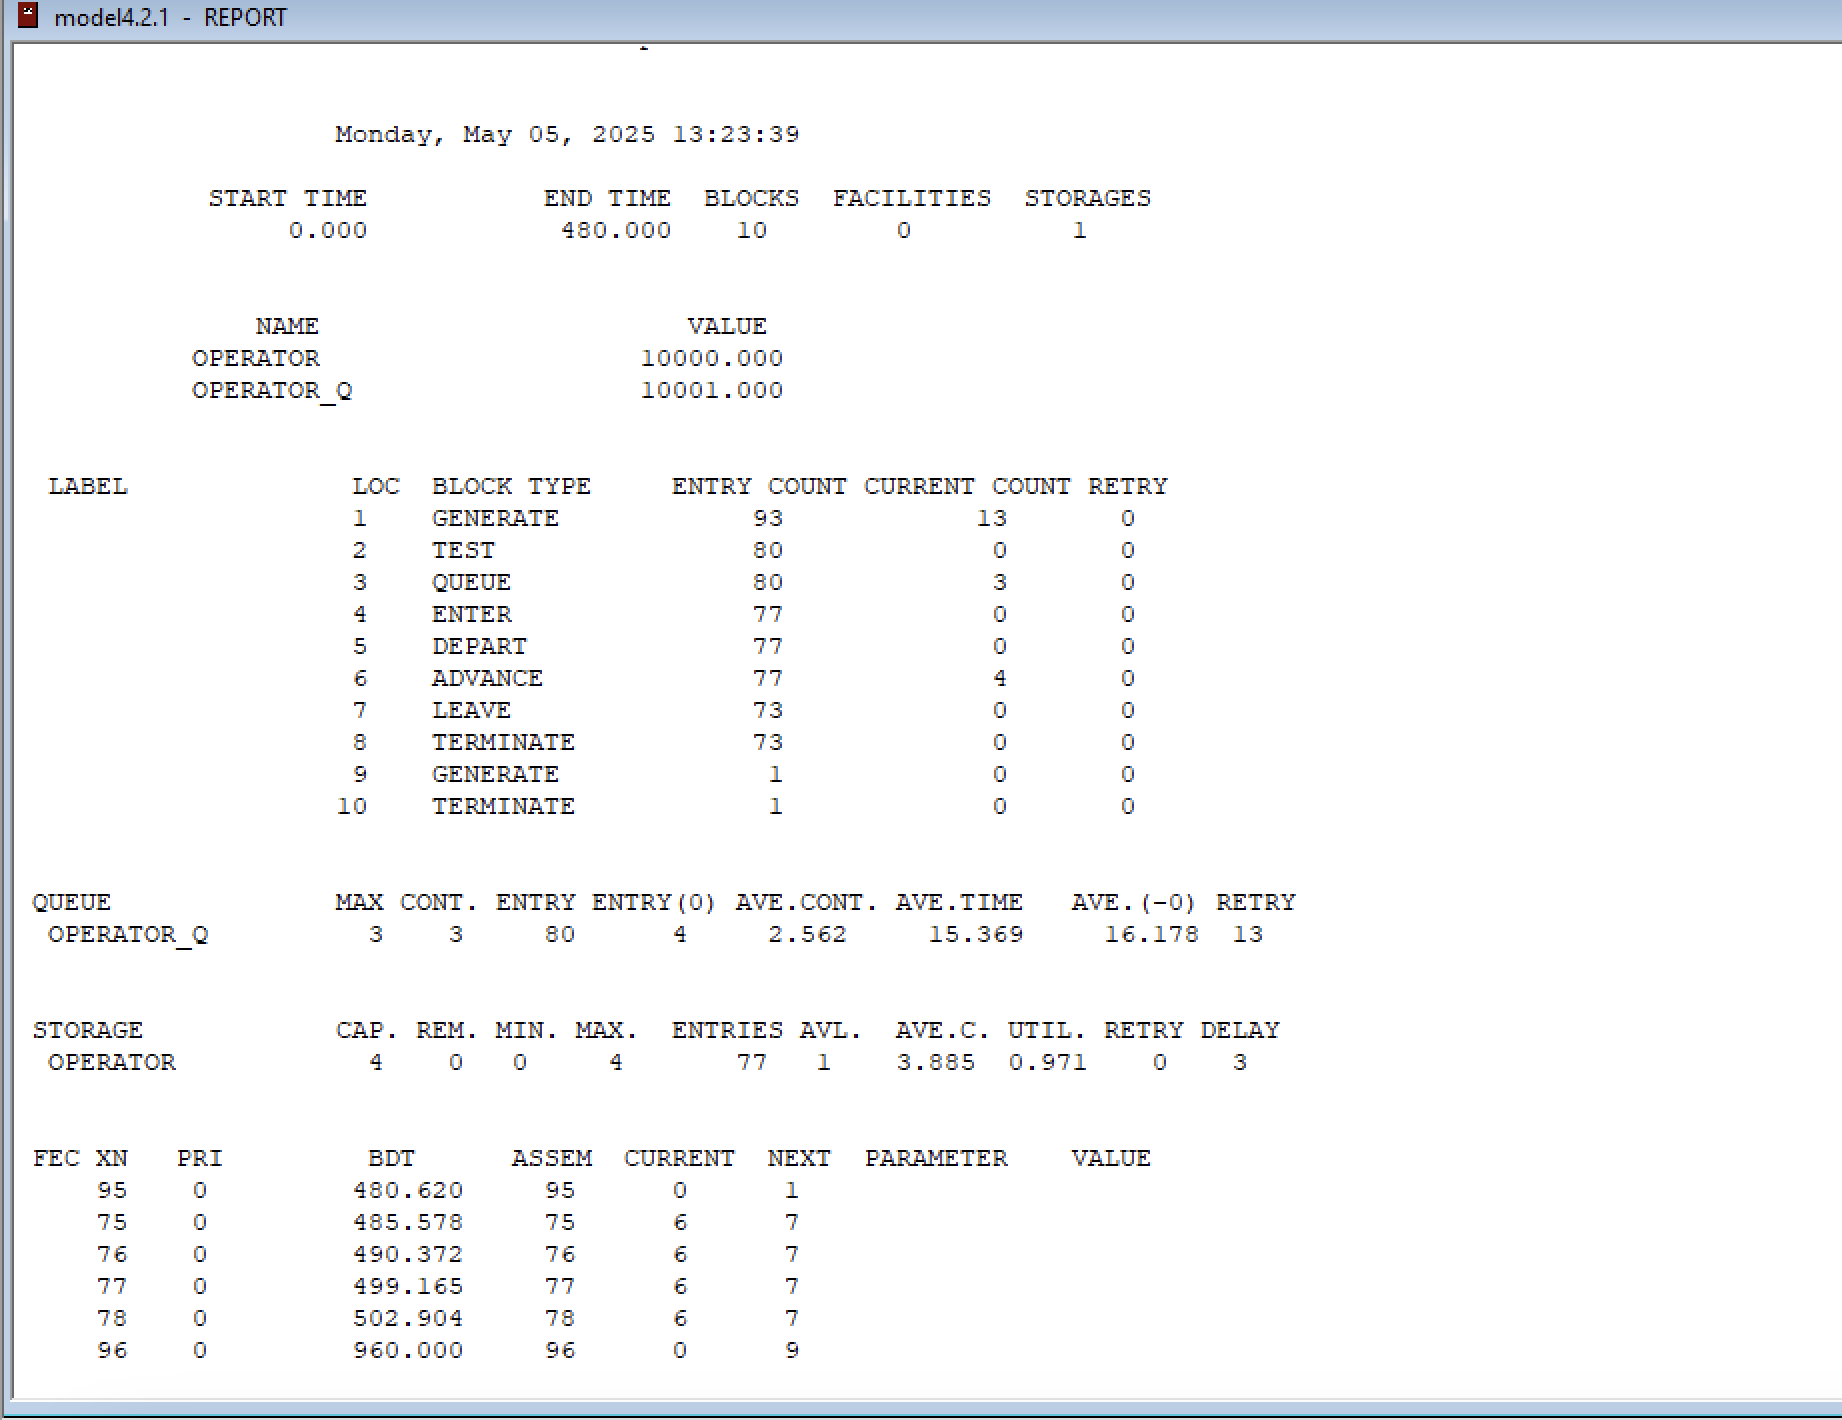 model4.2.1 - REPORT
Monday, May 05, 2025 13:23:39
START TIME END TIME BLOCKS FACILITIES STORAGES
0.000 480.000 10 0 1
NAME VALUE
OPERATOR 10000.000
OPERATOR_Q 10001.000
LABEL LOC BLOCK TYPE ENTRY COUNT CURRENT COUNT RETRY
1 GENERATE 93 13 0
2 TEST 80 0 0
3 QUEUE 80 3 0
4 ENTER 77 0 0
5 DEPART 77 0 0
6 ADVANCE 77 4 0
7 LEAVE 73 0 0
8 TERMINATE 73 0 0
9 GENERATE 1 0 0
10 TERMINATE 1 0 0
QUEUE MAX CONT. ENTRY ENTRY(0) AVE.CONT. AVE.TIME AVE.(-0) RETRY
OPERATOR_Q 3 3 80 4 2.562 15.369 16.178 13
STORAGE CAP. REM. MIN. MAX. ENTRIES AVL. AVE.C. UTIL. RETRY DELAY
OPERATOR 4 0 0 4 77 1 3.885 0.971 0 3
FEC XN PRI BDT ASSEM CURRENT NEXT PARAMETER VALUE
95 0 480.620 95 0 1
75 0 485.578 75 6 7
76 0 490.372 76 6 7
77 0 499.165 77 6 7
78 0 502.904 78 6 7
96 0 960.000 96 0 9